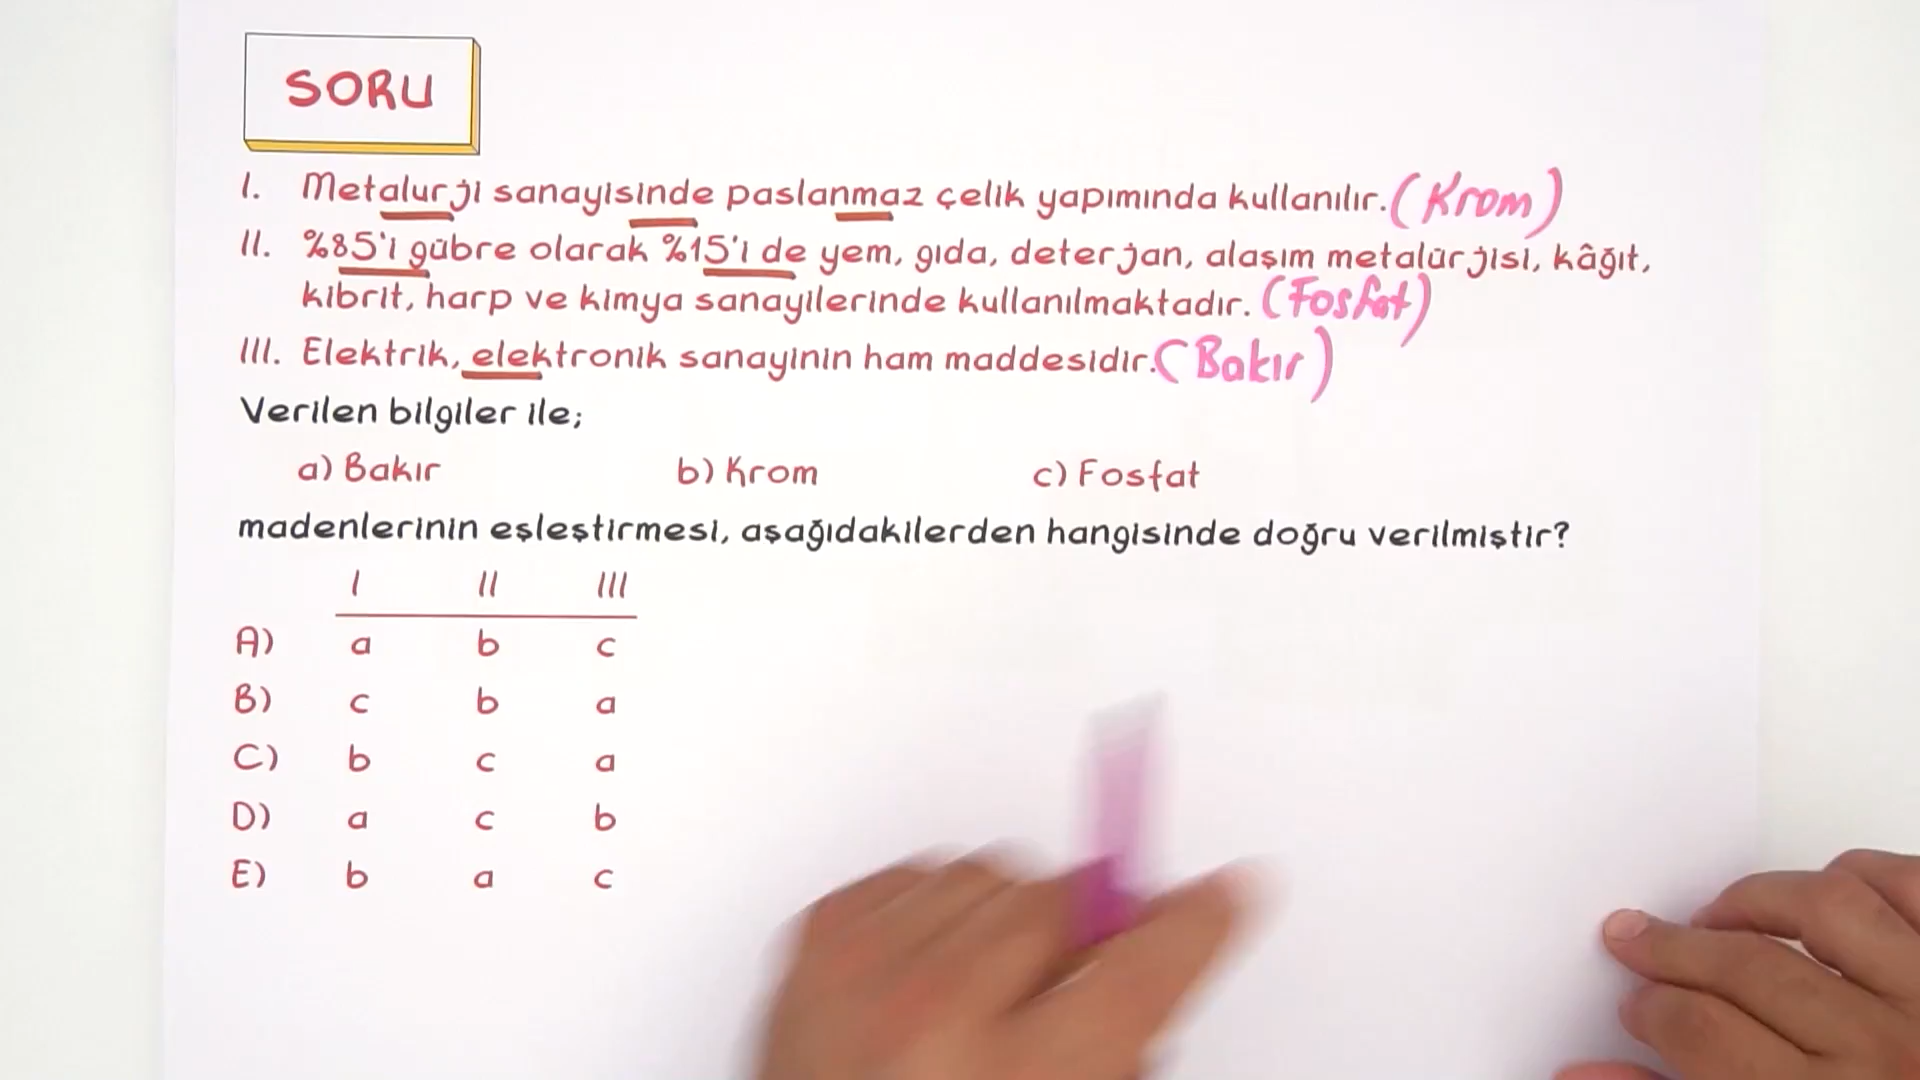 SORU
I. Metalurji sanayisinde paslanmaz çelik yapımında kullanılır. (Krom)
II. %85'i gübre olarak %15'i de yem, gıda, deterjan, alaşım metalürjisi, kâğıt,
kibrit, harp ve kimya sanayilerinde kullanılmaktadır. (Fosfat)
III. Elektrik, elektronik sanayinin ham maddesidir. (Bakır)
Verilen bilgiler ile;
a) Bakır b) Krom c) Fosfat
madenlerinin eşleştirmesi, aşağıdakilerden hangisinde doğru verilmiştir?
I II III
A) a b c
B) c b a
C) b c a
D) a c b
E) b a c